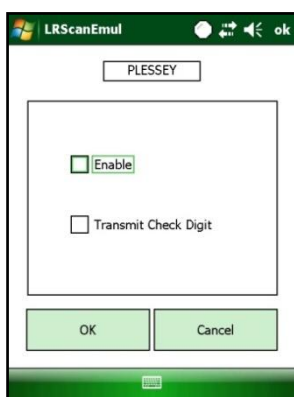 LRScanEmul ok
PLESSEY
Enable
Transmit Check Digit
OK Cancel